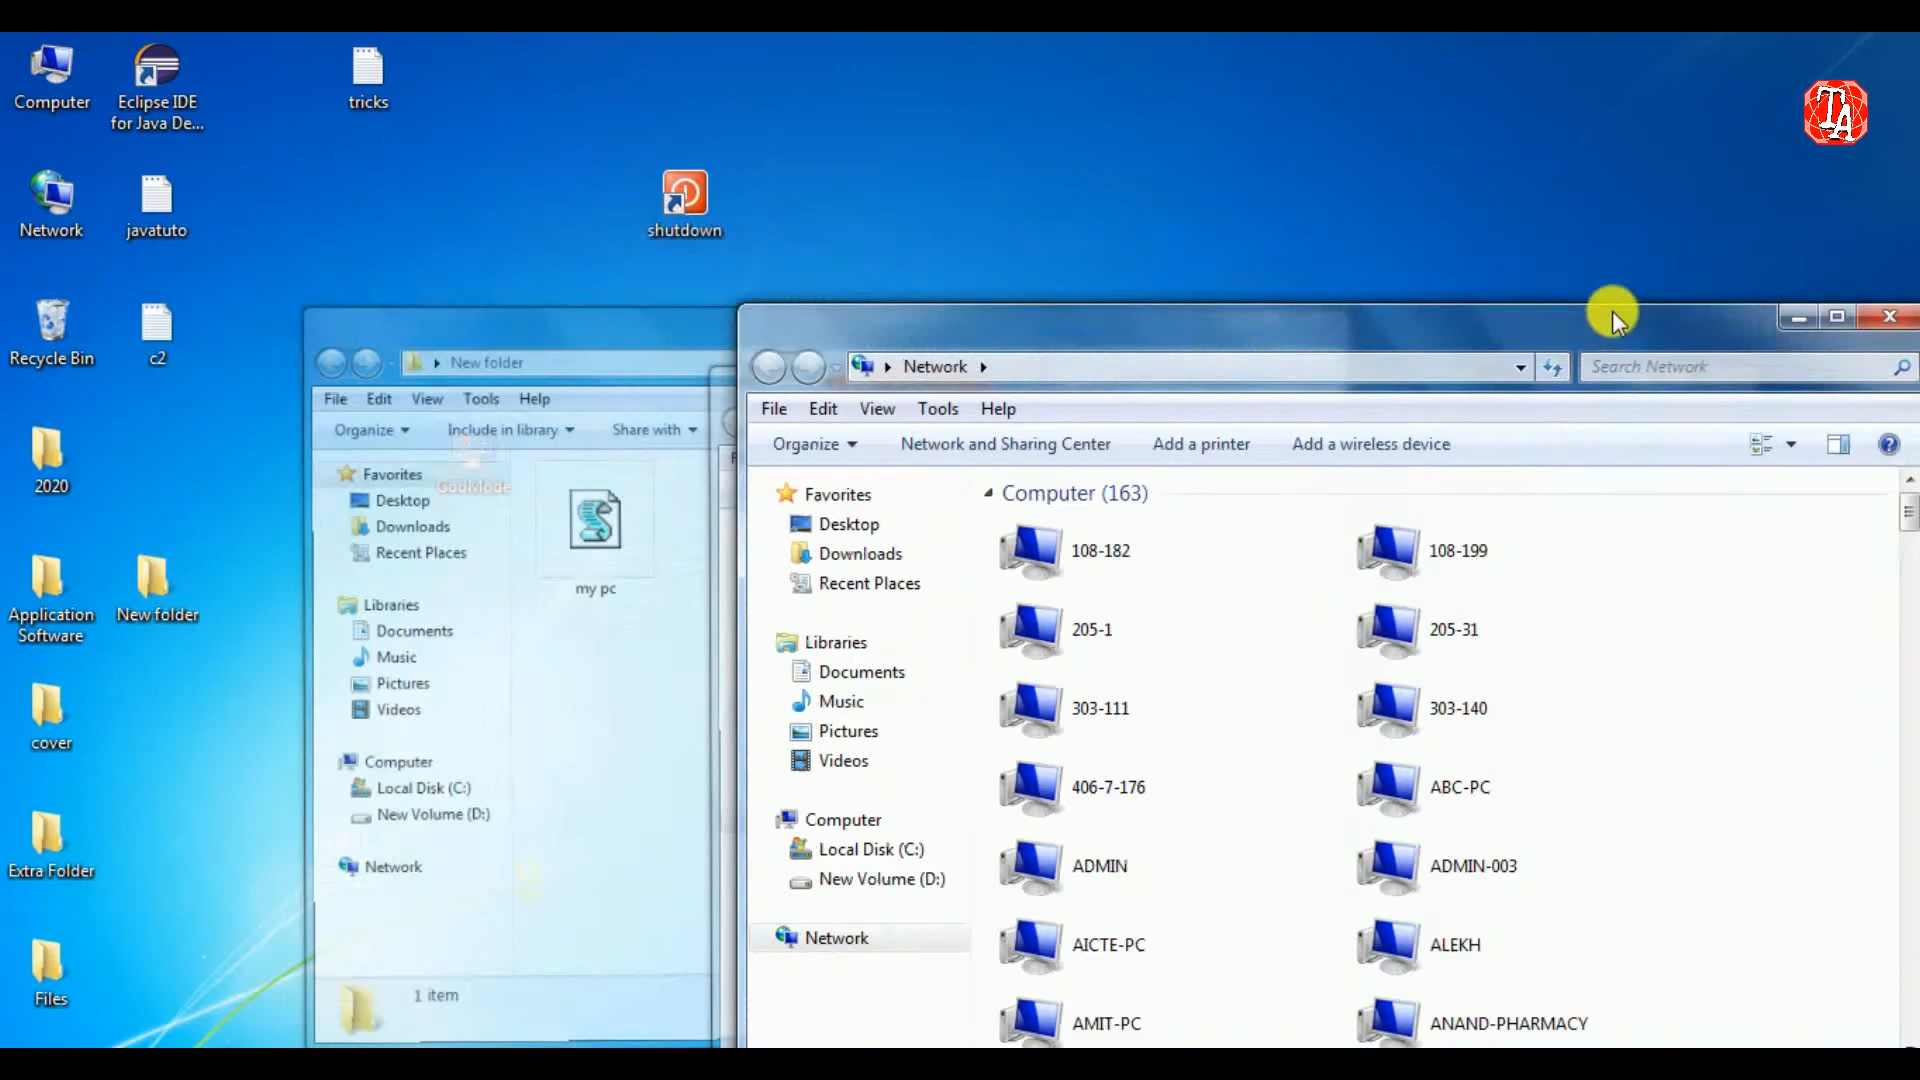 Computer
Eclipse IDE
for Java De...
tricks
TA
Network
javatuto
shutdown
Recycle Bin
c2
2020
Application
Software
New folder
cover
Extra Folder
Files
New folder
File Edit View Tools Help
Organize Include in library Share with
Favorites
Desktop
Downloads
Recent Places
GodMode
my pc
Libraries
Documents
Music
Pictures
Videos
Computer
Local Disk (C:)
New Volume (D:)
Network
1 item
Network
Search Network
File Edit View Tools Help
Organize Network and Sharing Center Add a printer Add a wireless device
Favorites
Desktop
Downloads
Recent Places
Libraries
Documents
Music
Pictures
Videos
Computer
Local Disk (C:)
New Volume (D:)
Network
Computer (163)
108-182 108-199
205-1 205-31
303-111 303-140
406-7-176 ABC-PC
ADMIN ADMIN-003
AICTE-PC ALEKH
AMIT-PC ANAND-PHARMACY